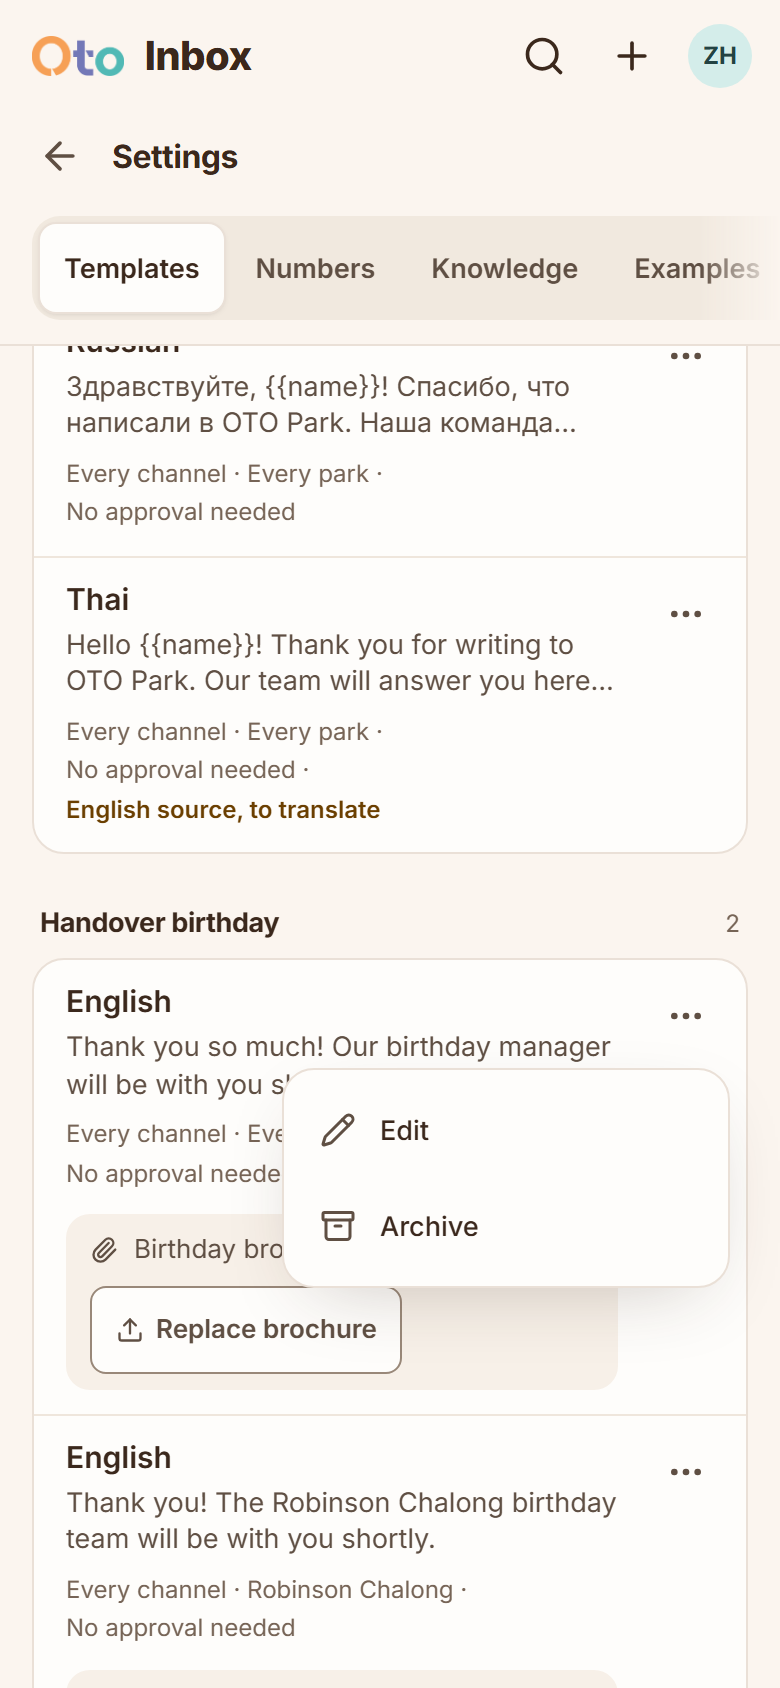 Oto Inbox
ZH
Settings
Templates Numbers Knowledge Examples
Russian
Здравствуйте, {{name}}! Спасибо, что
написали в OTO Park. Наша команда...
Every channel · Every park ·
No approval needed
Thai
Hello {{name}}! Thank you for writing to
OTO Park. Our team will answer you here...
Every channel · Every park ·
No approval needed ·
English source, to translate
Handover birthday 2
English
Thank you so much! Our birthday manager
will be with you
Every channel ·
No approval
Edit
Archive
Birthday
Replace brochure
English
Thank you! The Robinson Chalong birthday
team will be with you shortly.
Every channel · Robinson Chalong ·
No approval needed